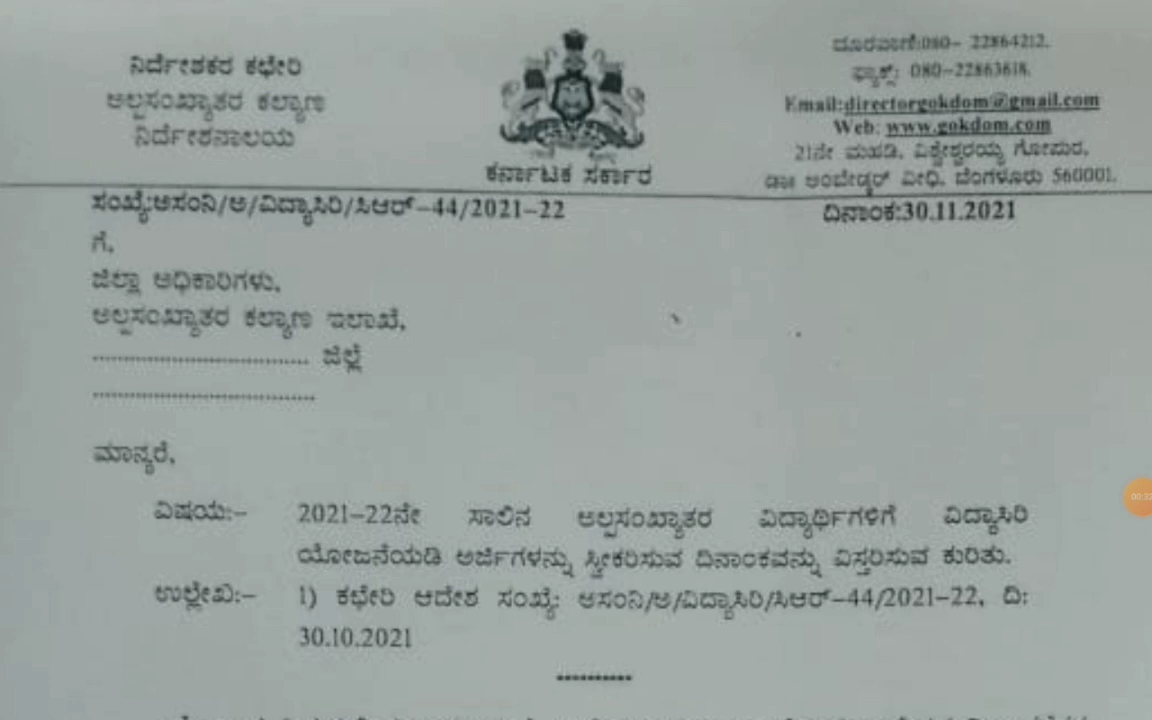 ನಿರ್ದೇಶಕರ ಕಛೇರಿ
ಅಲ್ಪಸಂಖ್ಯಾತರ ಕಲ್ಯಾಣ
ನಿರ್ದೇಶನಾಲಯ
ಕರ್ನಾಟಕ ಸರ್ಕಾರ
ದೂರವಾಣಿ:080– 22864212.
ಫ್ಯಾಕ್ಸ್: 080–22863618.
Email:directorgokdom@gmail.com
Web: www.gokdom.com
21ನೇ ಮಹಡಿ, ವಿಶ್ವೇಶ್ವರಯ್ಯ ಗೋಪುರ,
ಡಾಃ ಅಂಬೇಡ್ಕರ್ ವೀಧಿ, ಬೆಂಗಳೂರು 560001.
ಸಂಖ್ಯೆ:ಅಸಂನಿ/ಅ/ವಿದ್ಯಾಸಿರಿ/ಸಿಆರ್–44/2021–22
ದಿನಾಂಕ:30.11.2021
ಗೆ,
ಜಿಲ್ಲಾ ಅಧಿಕಾರಿಗಳು,
ಅಲ್ಪಸಂಖ್ಯಾತರ ಕಲ್ಯಾಣ ಇಲಾಖೆ,
................................... ಜಿಲ್ಲೆ
...................................
ಮಾನ್ಯರೆ,
ವಿಷಯ:– 2021–22ನೇ ಸಾಲಿನ ಅಲ್ಪಸಂಖ್ಯಾತರ ವಿದ್ಯಾರ್ಥಿಗಳಿಗೆ ವಿದ್ಯಾಸಿರಿ
ಯೋಜನೆಯಡಿ ಅರ್ಜಿಗಳನ್ನು ಸ್ವೀಕರಿಸುವ ದಿನಾಂಕವನ್ನು ವಿಸ್ತರಿಸುವ ಕುರಿತು.
ಉಲ್ಲೇಖ:– 1) ಕಛೇರಿ ಆದೇಶ ಸಂಖ್ಯೆ: ಅಸಂನಿ/ಅ/ವಿದ್ಯಾಸಿರಿ/ಸಿಆರ್–44/2021–22, ದಿ:
30.10.2021
**********